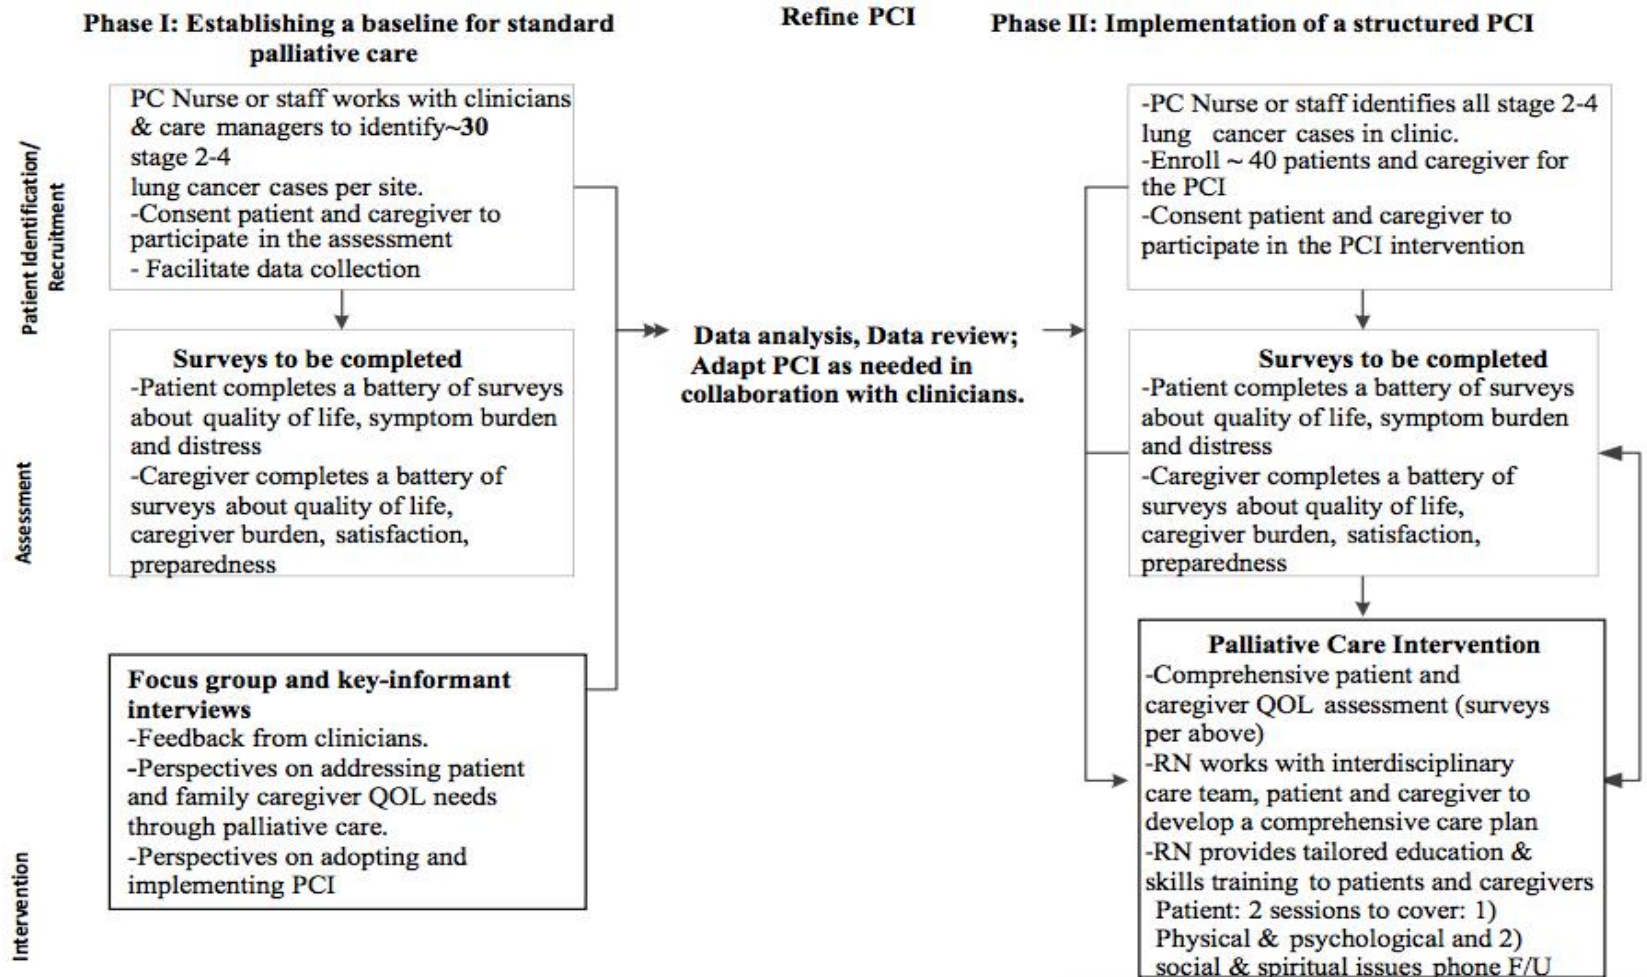 Phase I: Establishing a baseline for standard
palliative care
Refine PCI
Phase II: Implementation of a structured PCI
Patient Identification/
Recruitment
PC Nurse or staff works with clinicians
& care managers to identify~30
stage 2-4
lung cancer cases per site.
-Consent patient and caregiver to
participate in the assessment
- Facilitate data collection
Assessment
Surveys to be completed
-Patient completes a battery of surveys
about quality of life, symptom burden
and distress
-Caregiver completes a battery of
surveys about quality of life,
caregiver burden, satisfaction,
preparedness
Intervention
Focus group and key-informant
interviews
-Feedback from clinicians.
-Perspectives on addressing patient
and family caregiver QOL needs
through palliative care.
-Perspectives on adopting and
implementing PCI
Data analysis, Data review;
Adapt PCI as needed in
collaboration with clinicians.
-PC Nurse or staff identifies all stage 2-4
lung cancer cases in clinic.
-Enroll ~ 40 patients and caregiver for
the PCI
-Consent patient and caregiver to
participate in the PCI intervention
Surveys to be completed
-Patient completes a battery of surveys
about quality of life, symptom burden
and distress
-Caregiver completes a battery of
surveys about quality of life,
caregiver burden, satisfaction,
preparedness
Palliative Care Intervention
-Comprehensive patient and
caregiver QOL assessment (surveys
per above)
-RN works with interdisciplinary
care team, patient and caregiver to
develop a comprehensive care plan
-RN provides tailored education &
skills training to patients and caregivers
Patient: 2 sessions to cover: 1)
Physical & psychological and 2)
social & spiritual issues phone F/U